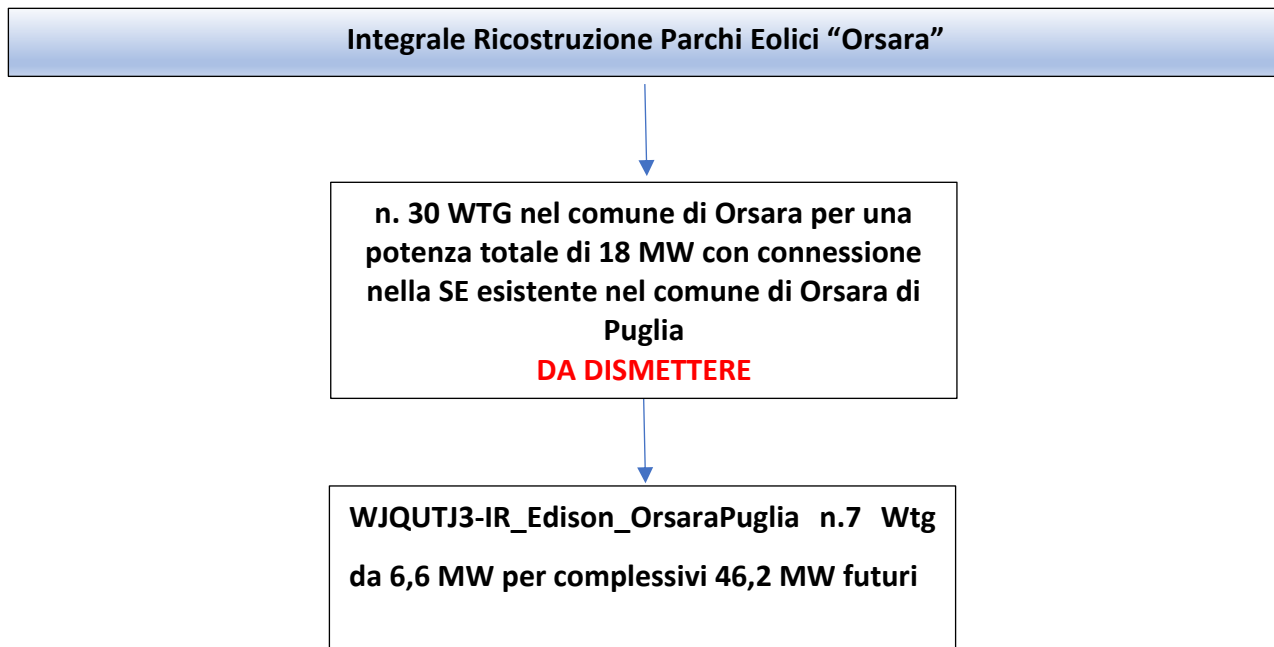 Integrale Ricostruzione Parchi Eolici “Orsara”
n. 30 WTG nel comune di Orsara per una
potenza totale di 18 MW con connessione
nella SE esistente nel comune di Orsara di
Puglia
DA DISMETTERE
WJQUTJ3-IR_Edison_OrsaraPuglia n.7 Wtg
da 6,6 MW per complessivi 46,2 MW futuri